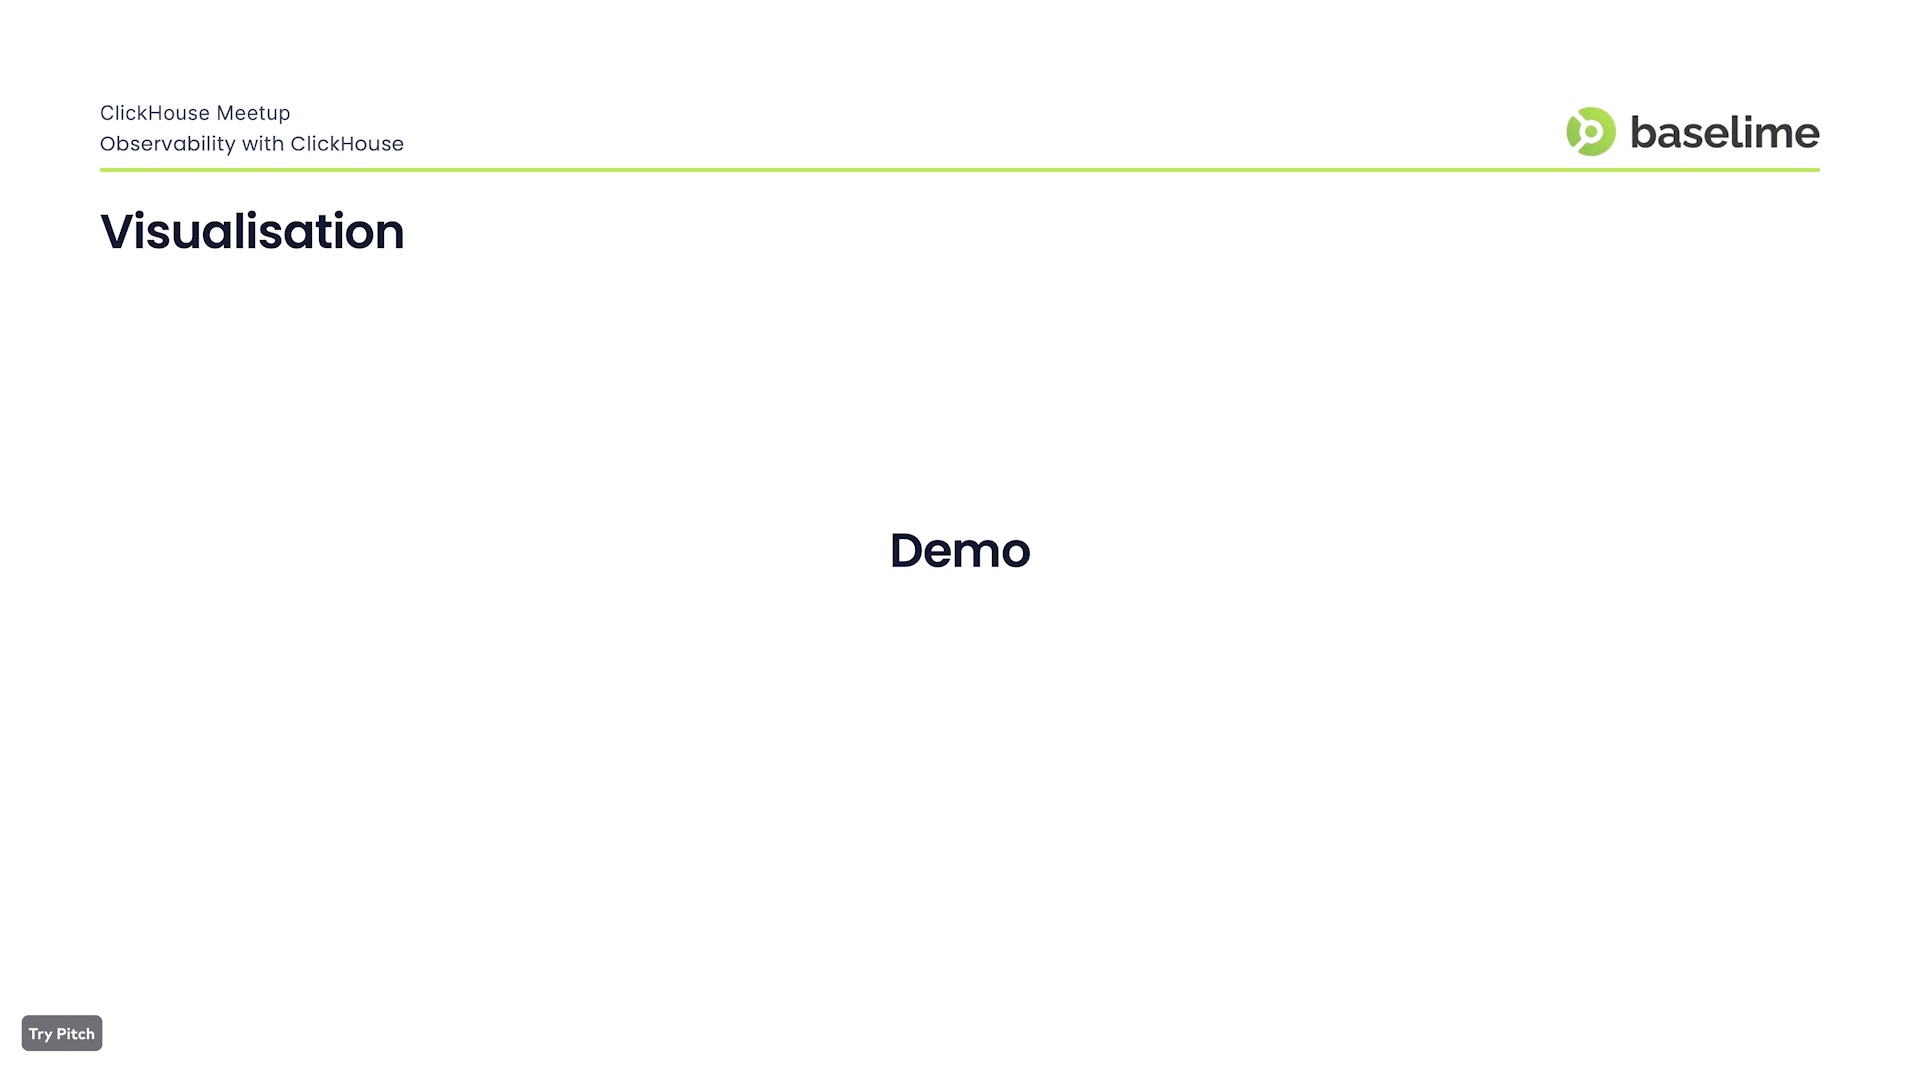 ClickHouse Meetup
Observability with ClickHouse
baselime
Visualisation
Demo
Try Pitch